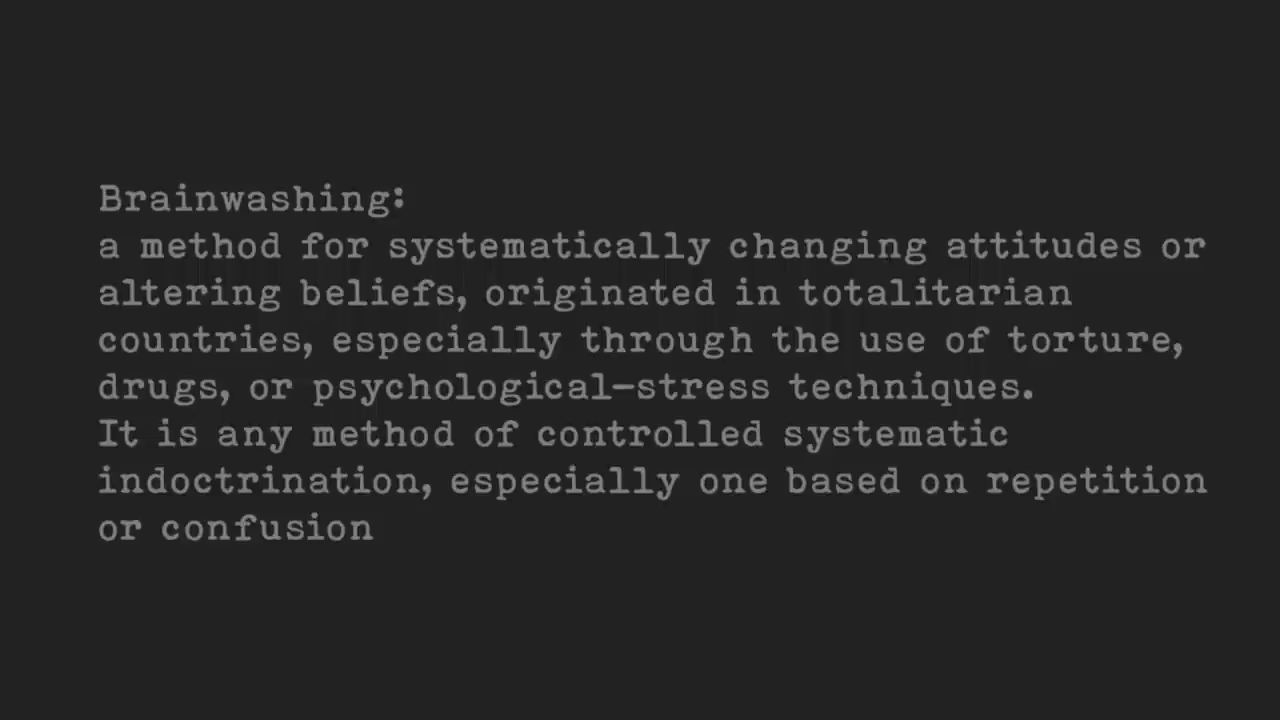 Brainwashing:
a method for systematically changing attitudes or
altering beliefs, originated in totalitarian
countries, especially through the use of torture,
drugs, or psychological-stress techniques.
It is any method of controlled systematic
indoctrination, especially one based on repetition
or confusion